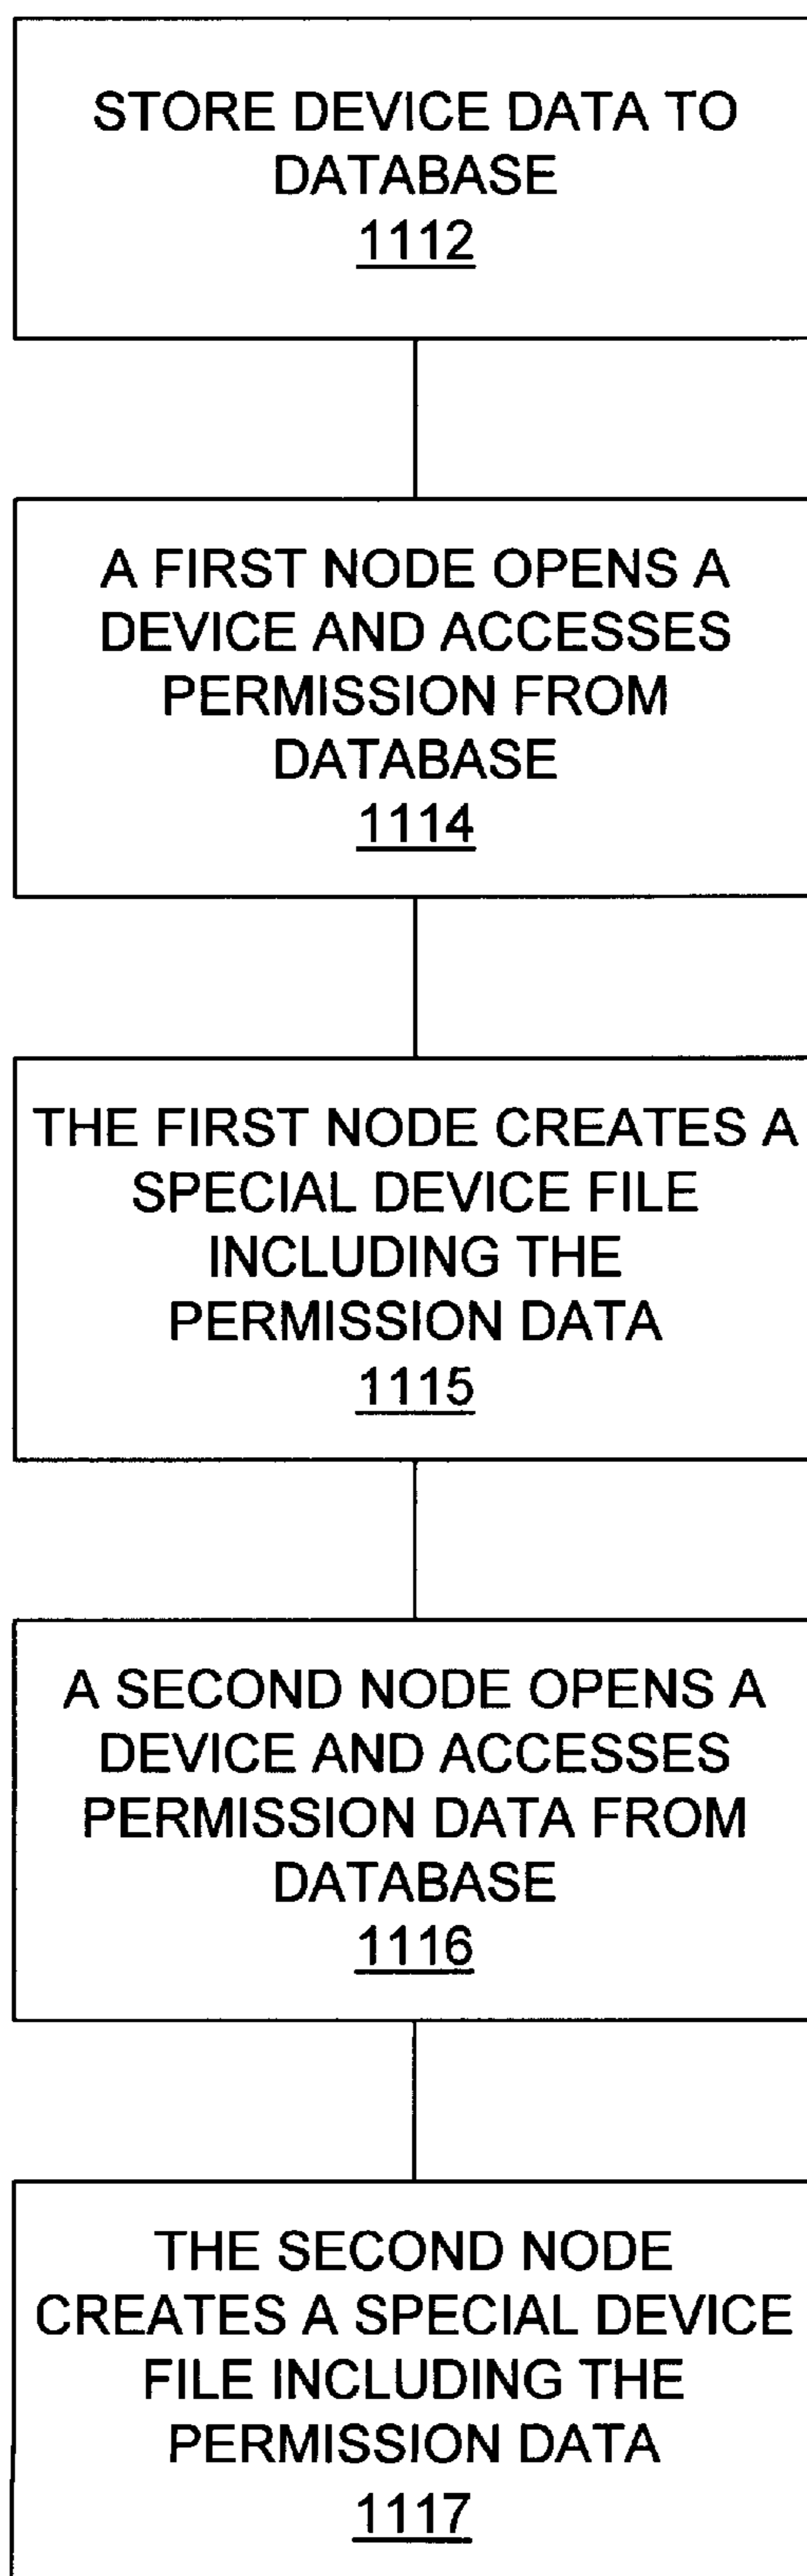 STORE DEVICE DATA TO
DATABASE
1112
A FIRST NODE OPENS A
DEVICE AND ACCESSES
PERMISSION FROM
DATABASE
1114
THE FIRST NODE CREATES A
SPECIAL DEVICE FILE
INCLUDING THE
PERMISSION DATA
1115
A SECOND NODE OPENS A
DEVICE AND ACCESSES
PERMISSION DATA FROM
DATABASE
1116
THE SECOND NODE
CREATES A SPECIAL DEVICE
FILE INCLUDING THE
PERMISSION DATA
1117